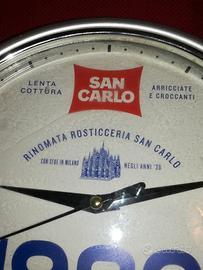 SAN
CARLO
LENTA
COTTURA
ARRICCIATE
E CROCCANTI
RINOMATA ROSTICCERIA SAN CARLO
CON SEDE IN MILANO
NEGLI ANNI '30